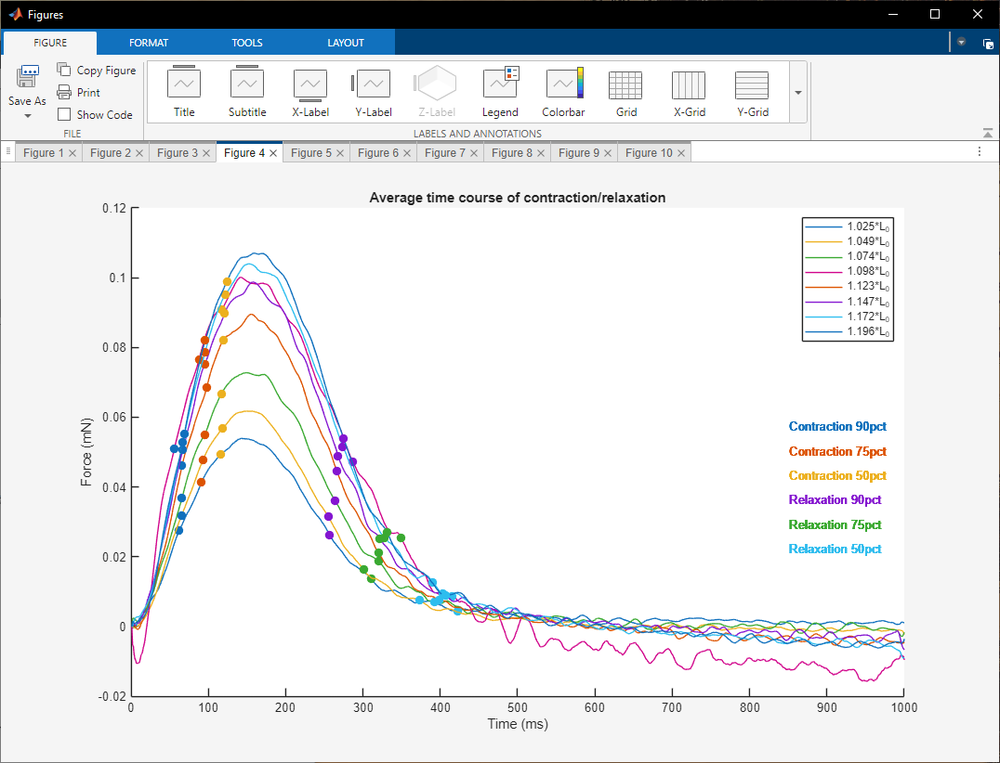 Figures
FIGURE FORMAT TOOLS LAYOUT
Save As
Copy Figure
Print
Show Code
FILE
Title Subtitle X-Label Y-Label Z-Label Legend Colorbar Grid X-Grid Y-Grid
LABELS AND ANNOTATIONS
Figure 1 Figure 2 Figure 3 Figure 4 Figure 5 Figure 6 Figure 7 Figure 8 Figure 9 Figure 10
Average time course of contraction/relaxation
0.12
0.1
0.08
0.06
0.04
0.02
0
-0.02
Force (mN)
1.025*L₀
1.049*L₀
1.074*L₀
1.098*L₀
1.123*L₀
1.147*L₀
1.172*L₀
1.196*L₀
Contraction 90pct
Contraction 75pct
Contraction 50pct
Relaxation 90pct
Relaxation 75pct
Relaxation 50pct
0 100 200 300 400 500 600 700 800 900 1000
Time (ms)